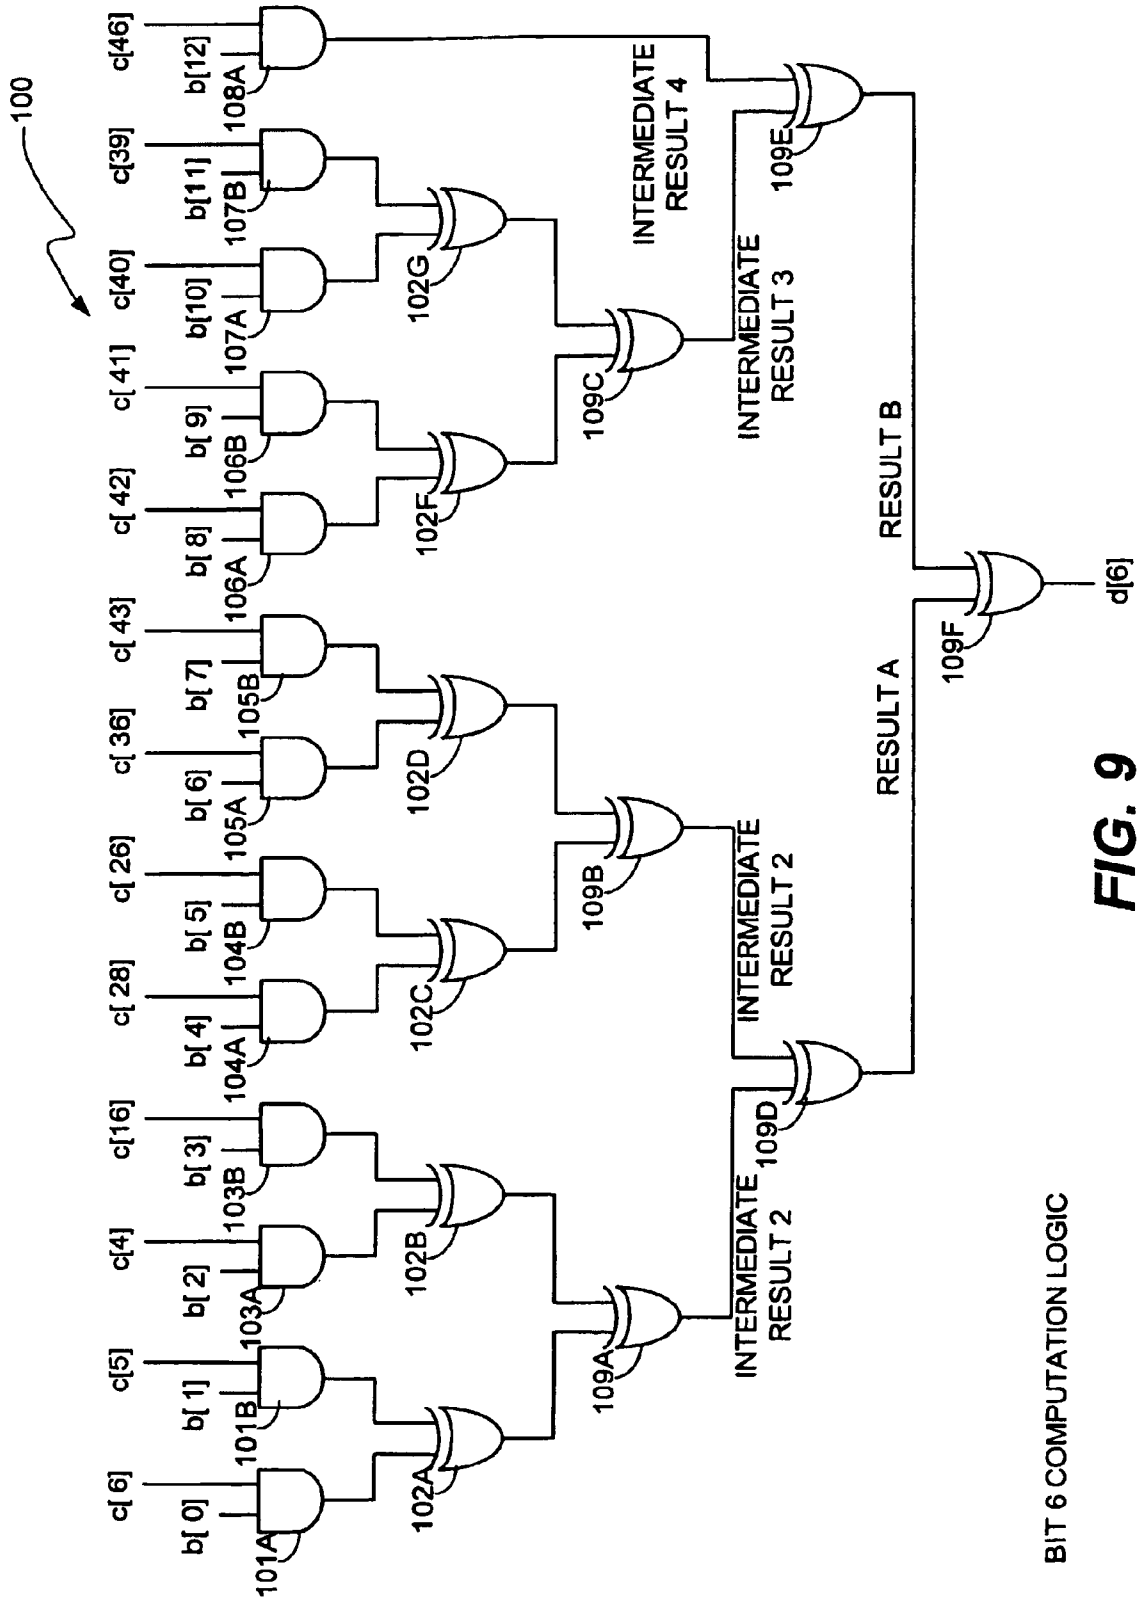 100
c[6]
c[5]
c[4]
c[16]
c[28]
c[26]
c[36]
c[43]
c[42]
c[41]
c[40]
c[39]
c[46]
b[0]
b[1]
b[2]
b[3]
b[4]
b[5]
b[6]
b[7]
b[8]
b[9]
b[10]
b[11]
b[12]
101A
101B
103A
103B
104A
104B
105A
105B
106A
106B
107A
107B
108A
102A
102B
102C
102D
102F
102G
109A
109B
109C
INTERMEDIATE
RESULT 2
INTERMEDIATE
RESULT 2
INTERMEDIATE
RESULT 3
INTERMEDIATE
RESULT 4
109D
109E
RESULT A
RESULT B
109F
d[6]
BIT 6 COMPUTATION LOGIC
FIG. 9